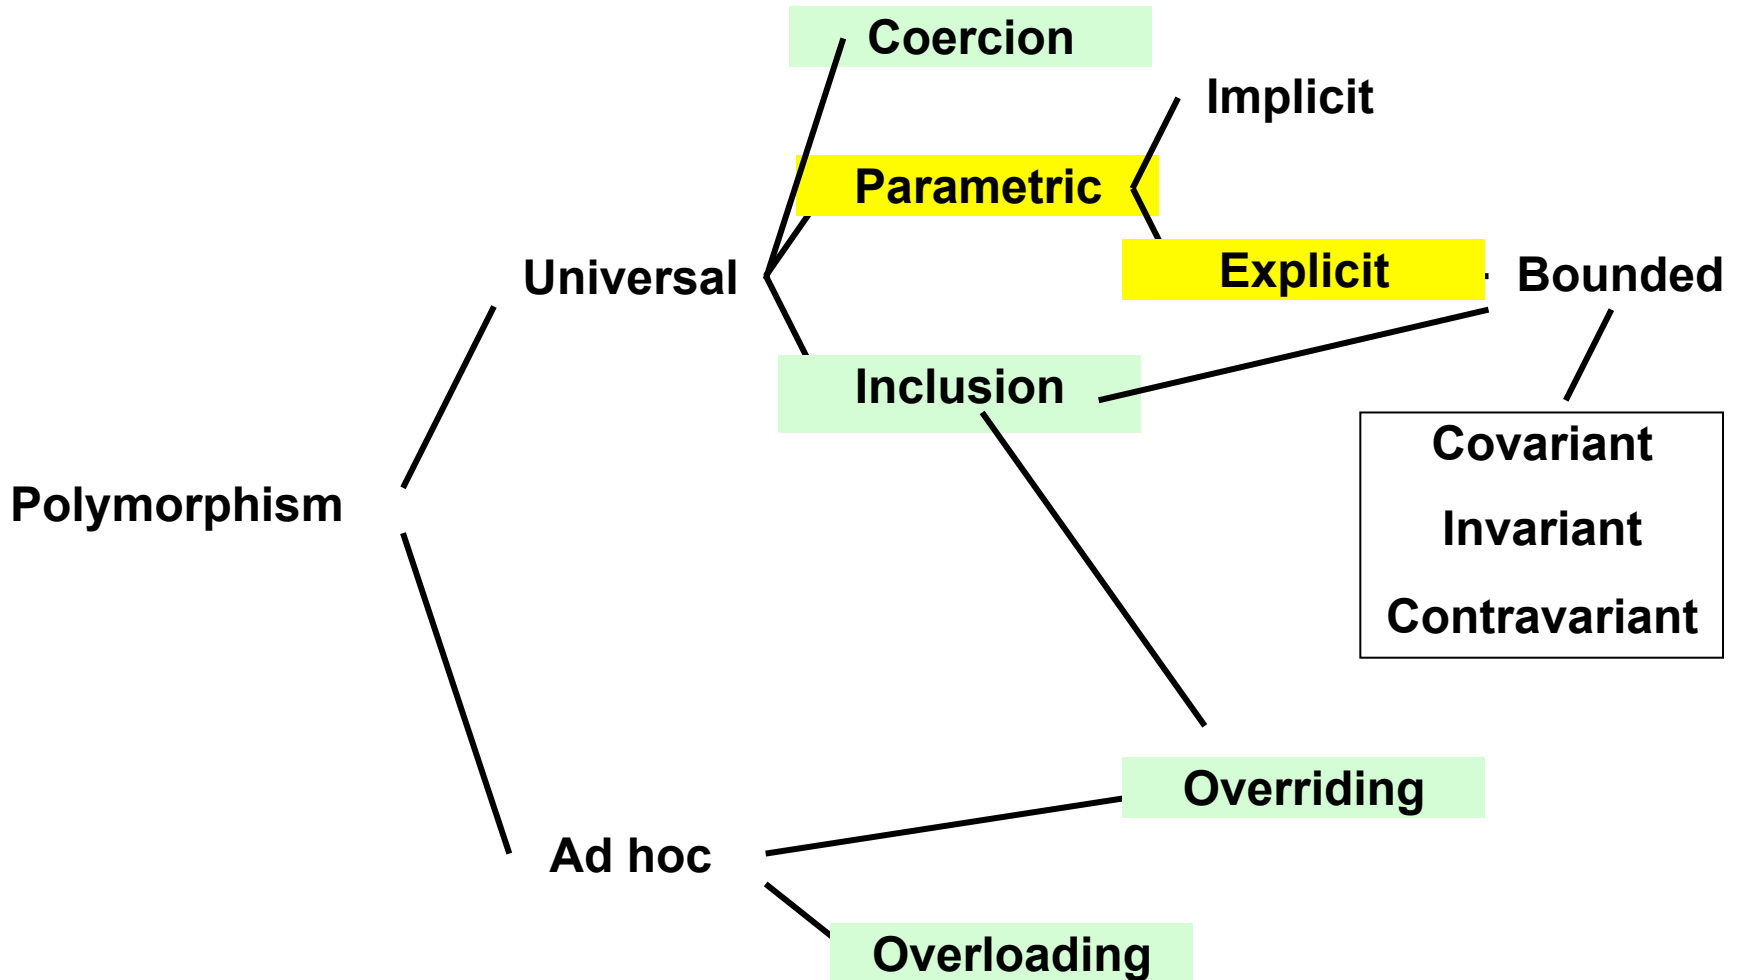 Coercion
Implicit
Parametric
Universal
Explicit
Bounded
Inclusion
Covariant
Polymorphism
Invariant
Contravariant
Overriding
Ad hoc
Overloading